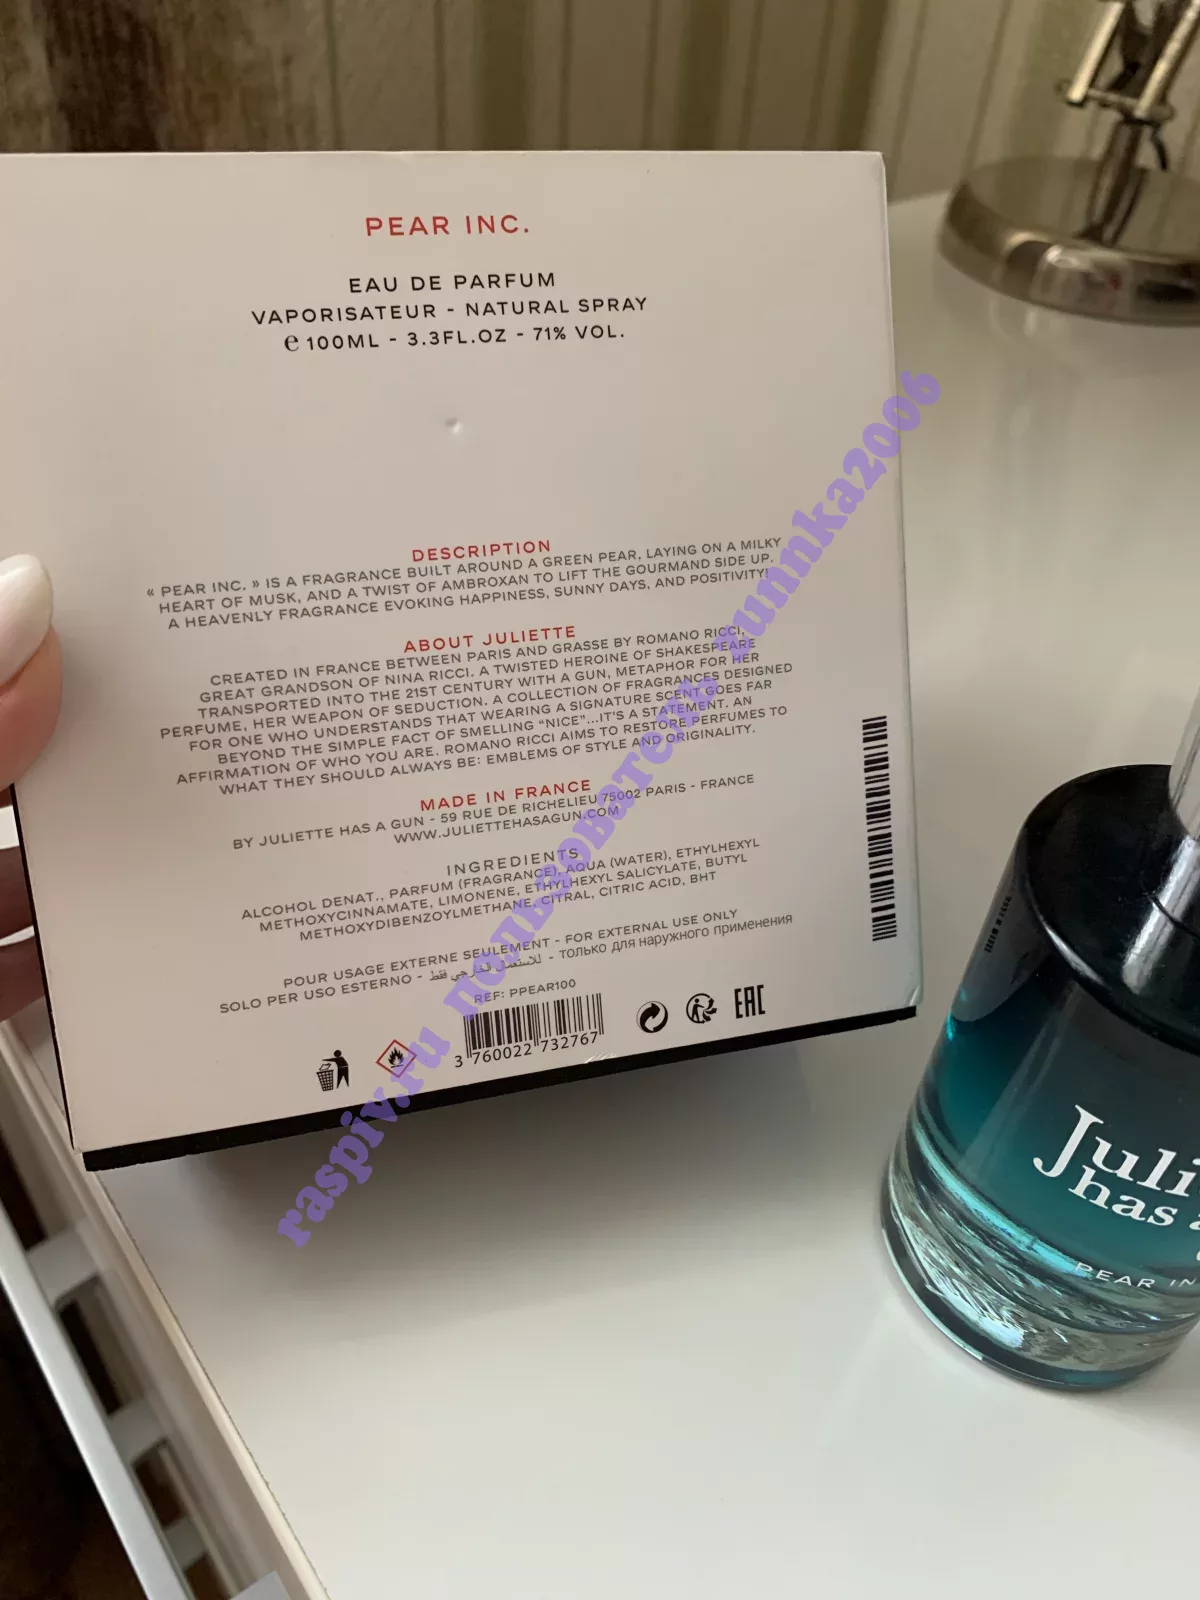 PEAR INC.
EAU DE PARFUM
VAPORISATEUR - NATURAL SPRAY
℮ 100ML - 3.3FL.OZ - 71% VOL.
DESCRIPTION
« PEAR INC. » IS A FRAGRANCE BUILT AROUND A GREEN PEAR, LAYING ON A MILKY
HEART OF MUSK, AND A TWIST OF AMBROXAN TO LIFT THE GOURMAND SIDE UP.
A HEAVENLY FRAGRANCE EVOKING HAPPINESS, SUNNY DAYS, AND POSITIVITY!
ABOUT JULIETTE
CREATED IN FRANCE BETWEEN PARIS AND GRASSE BY ROMANO RICCI,
GREAT GRANDSON OF NINA RICCI. A TWISTED HEROINE OF SHAKESPEARE
TRANSPORTED INTO THE 21ST CENTURY WITH A GUN, METAPHOR FOR HER
PERFUME, HER WEAPON OF SEDUCTION. A COLLECTION OF FRAGRANCES DESIGNED
FOR ONE WHO UNDERSTANDS THAT WEARING A SIGNATURE SCENT GOES FAR
BEYOND THE SIMPLE FACT OF SMELLING “NICE”...IT'S A STATEMENT. AN
AFFIRMATION OF WHO YOU ARE. ROMANO RICCI AIMS TO RESTORE PERFUMES TO
WHAT THEY SHOULD ALWAYS BE: EMBLEMS OF STYLE AND ORIGINALITY.
MADE IN FRANCE
BY JULIETTE HAS A GUN - 59 RUE DE RICHELIEU 75002 PARIS - FRANCE
WWW.JULIETTEHASAGUN.COM
INGREDIENTS
ALCOHOL DENAT., PARFUM (FRAGRANCE), AQUA (WATER), ETHYLHEXYL
METHOXYCINNAMATE, LIMONENE, ETHYLHEXYL SALICYLATE, BUTYL
METHOXYDIBENZOYLMETHANE, CITRAL, CITRIC ACID, BHT
POUR USAGE EXTERNE SEULEMENT - FOR EXTERNAL USE ONLY
SOLO PER USO ESTERNO - للاستعمال الخارجي فقط - только для наружного применения
REF: PPEAR100
3 760022 732767
EAC
Juli
has a
PEAR IN
raspiv.ru пользователь runnka2006